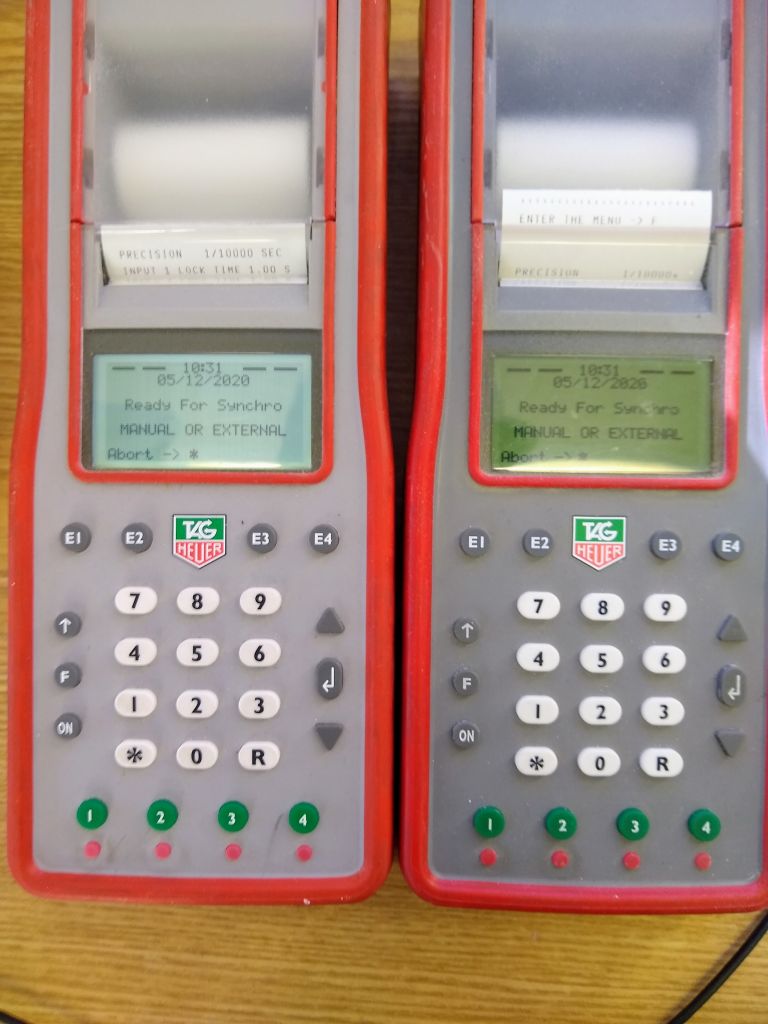 PRECISION 1/10000 SEC
INPUT 1 LOCK TIME 1.00 S
10:31
05/12/2020
Ready For Synchro
MANUAL OR EXTERNAL
Abort -> *
E1 E2 TAG HEUER E3 E4
7 8 9
↑
4 5 6
F
1 2 3
ON
* 0 R
1 2 3 4
ENTER THE MENU -> F
PRECISION 1/10000s
10:31
05/12/2020
Ready For Synchro
MANUAL OR EXTERNAL
Abort -> *
E1 E2 TAG HEUER E3 E4
7 8 9
↑
4 5 6
F
1 2 3
ON
* 0 R
1 2 3 4